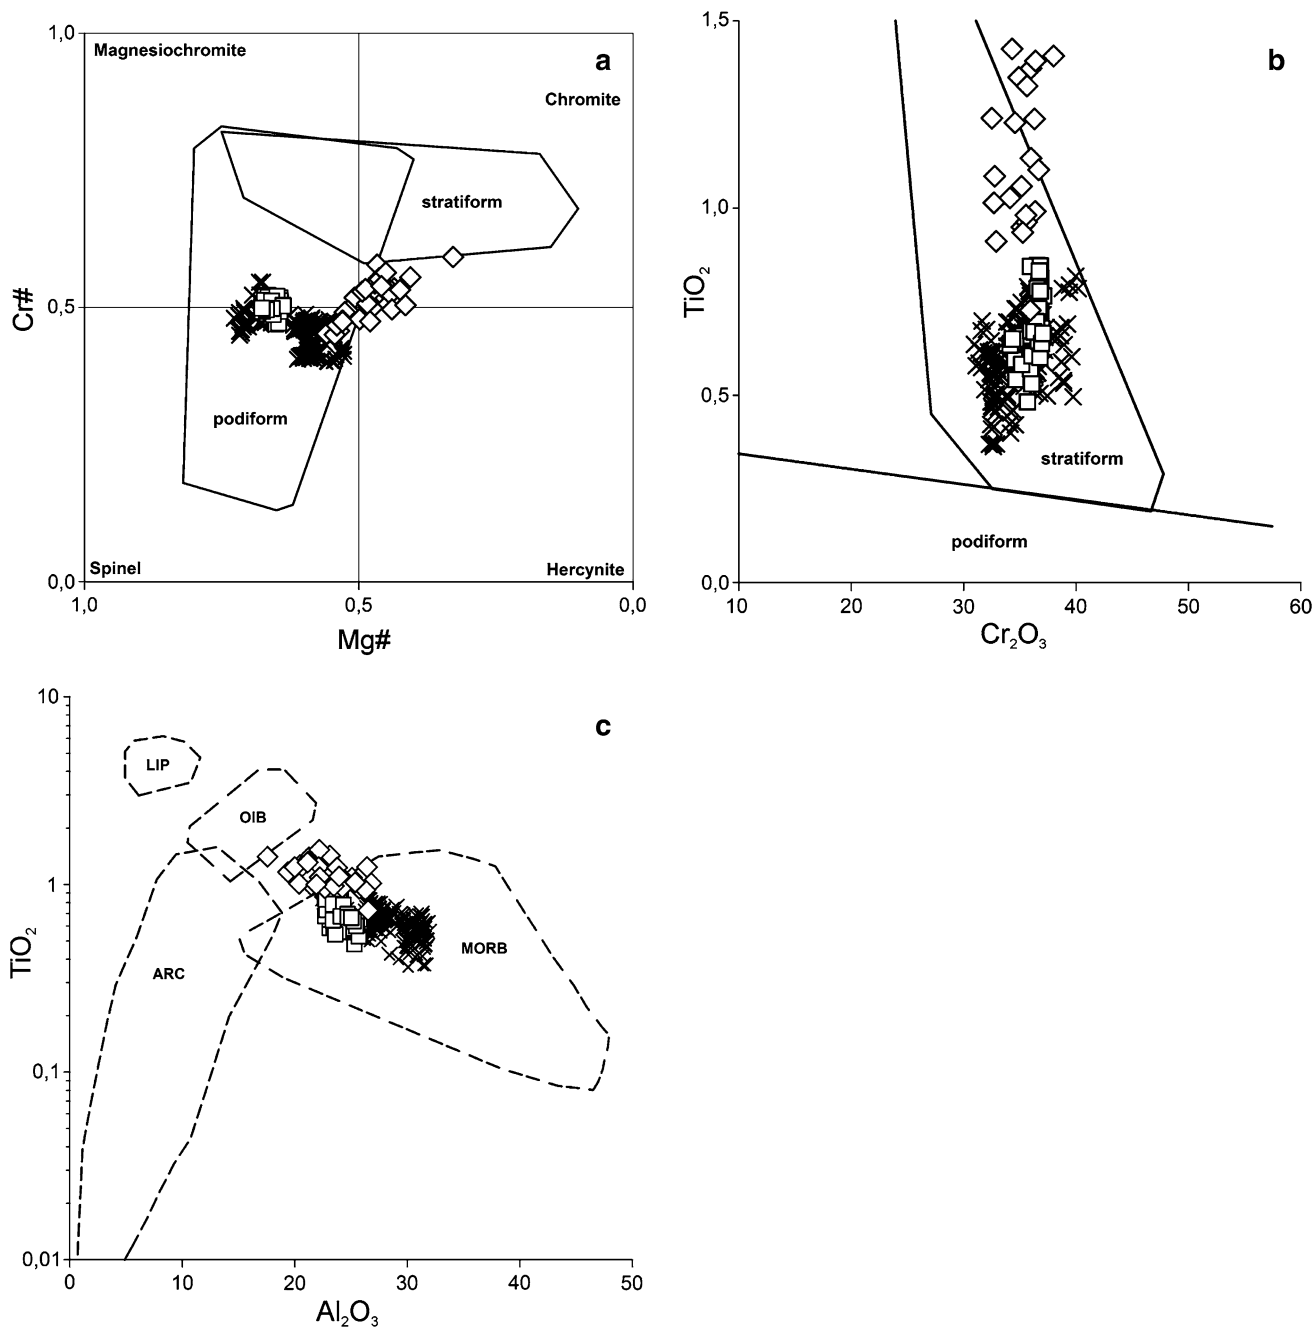 1,0
Magnesiochromite
a
Chromite
stratiform
Cr#
0,5
podiform
Spinel
Hercynite
0,0
1,0
0,5
0,0
Mg#
1,5
b
1,0
TiO₂
0,5
stratiform
podiform
0,0
10
20
30
40
50
60
Cr₂O₃
10
c
LIP
OIB
1
TiO₂
MORB
ARC
0,1
0,01
0
10
20
30
40
50
Al₂O₃